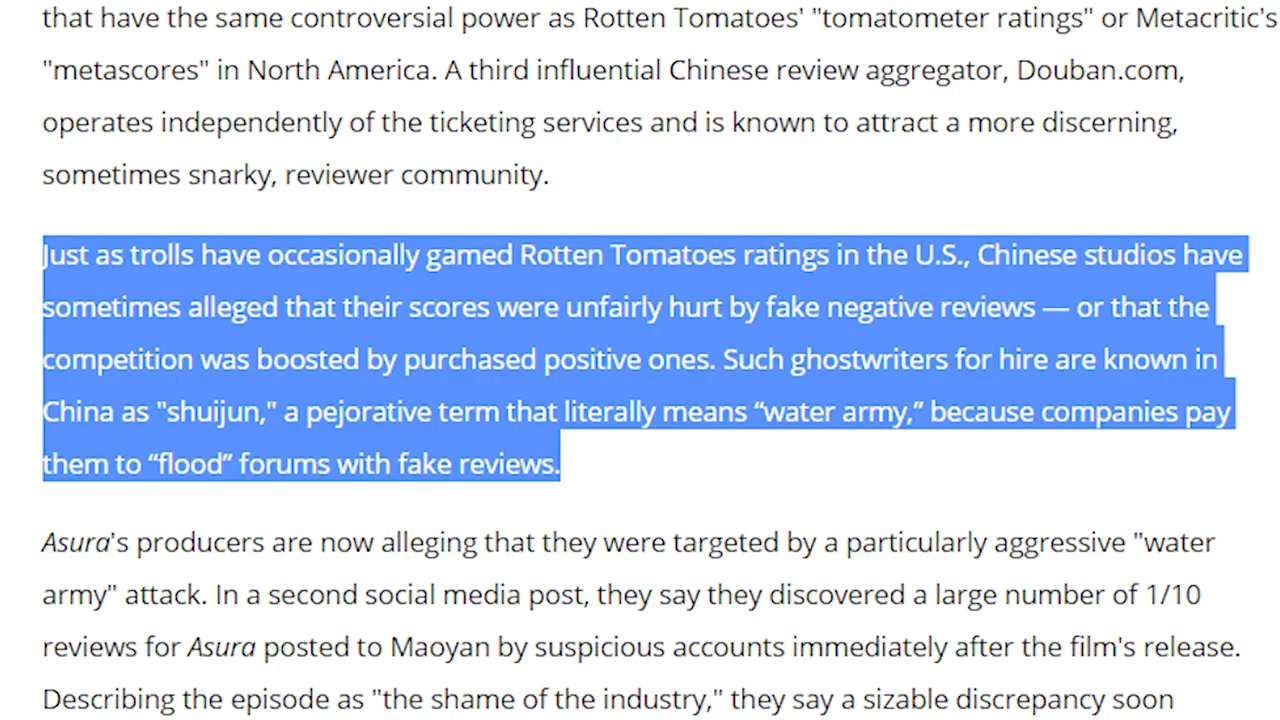 that have the same controversial power as Rotten Tomatoes' "tomatometer ratings" or Metacritic's
"metascores" in North America. A third influential Chinese review aggregator, Douban.com,
operates independently of the ticketing services and is known to attract a more discerning,
sometimes snarky, reviewer community.
Just as trolls have occasionally gamed Rotten Tomatoes ratings in the U.S., Chinese studios have
sometimes alleged that their scores were unfairly hurt by fake negative reviews — or that the
competition was boosted by purchased positive ones. Such ghostwriters for hire are known in
China as "shuijun," a pejorative term that literally means “water army,” because companies pay
them to “flood” forums with fake reviews.
Asura's producers are now alleging that they were targeted by a particularly aggressive "water
army" attack. In a second social media post, they say they discovered a large number of 1/10
reviews for Asura posted to Maoyan by suspicious accounts immediately after the film's release.
Describing the episode as "the shame of the industry," they say a sizable discrepancy soon